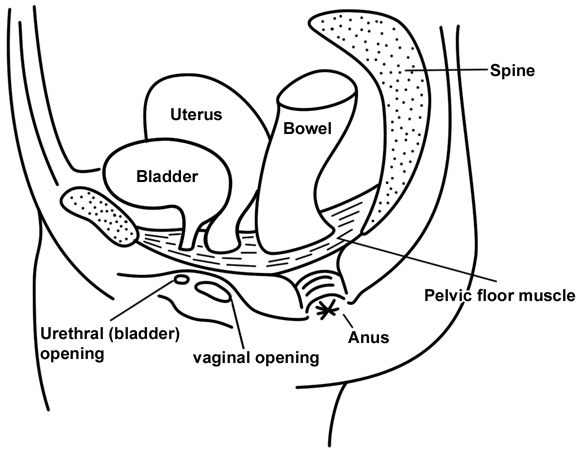 Spine
Uterus
Bowel
Bladder
Pelvic floor muscle
Urethral (bladder)
opening
vaginal opening
Anus